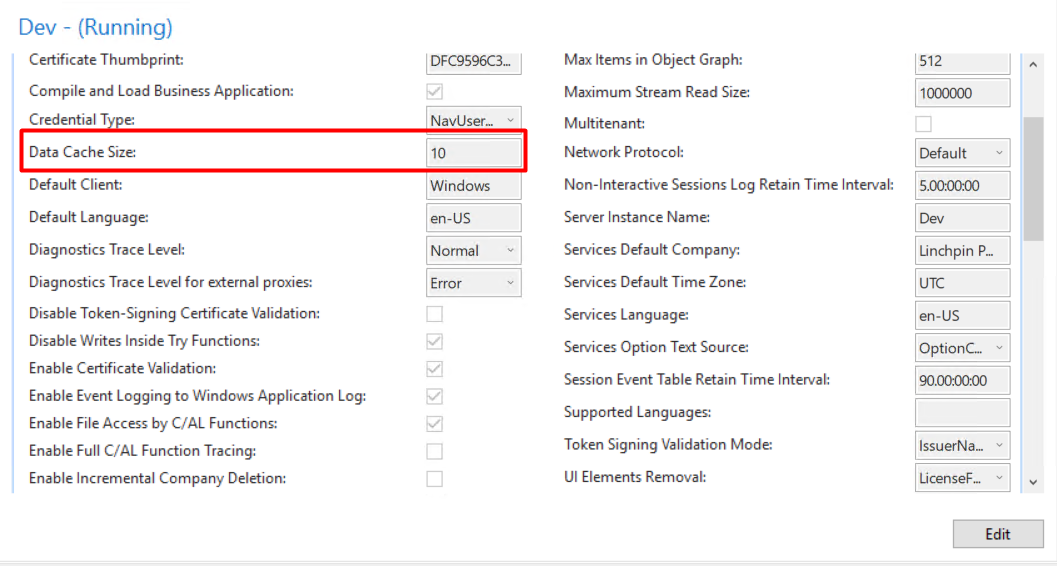 Dev - (Running)
Certificate Thumbprint: DFC9596C3...
Compile and Load Business Application:
Credential Type: NavUser...
Data Cache Size: 10
Default Client: Windows
Default Language: en-US
Diagnostics Trace Level: Normal
Diagnostics Trace Level for external proxies: Error
Disable Token-Signing Certificate Validation:
Disable Writes Inside Try Functions:
Enable Certificate Validation:
Enable Event Logging to Windows Application Log:
Enable File Access by C/AL Functions:
Enable Full C/AL Function Tracing:
Enable Incremental Company Deletion:
Max Items in Object Graph: 512
Maximum Stream Read Size: 1000000
Multitenant:
Network Protocol: Default
Non-Interactive Sessions Log Retain Time Interval: 5.00:00:00
Server Instance Name: Dev
Services Default Company: Linchpin P...
Services Default Time Zone: UTC
Services Language: en-US
Services Option Text Source: OptionC...
Session Event Table Retain Time Interval: 90.00:00:00
Supported Languages:
Token Signing Validation Mode: IssuerNa...
UI Elements Removal: LicenseF...
Edit